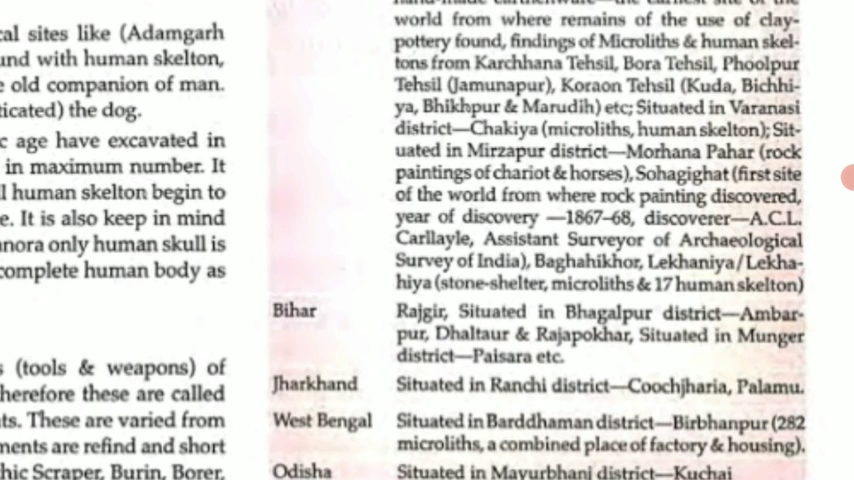 cal sites like (Adamgarh
und with human skelton,
e old companion of man.
ticated) the dog.
c age have excavated in
in maximum number. It
ll human skelton begin to
e. It is also keep in mind
nora only human skull is
complete human body as
s (tools & weapons) of
herefore these are called
ts. These are varied from
ments are refind and short
hic Scraper, Burin, Borer,
world from where remains of the use of clay-
pottery found, findings of Microliths & human skel-
tons from Karchhana Tehsil, Bora Tehsil, Phoolpur
Tehsil (Jamunapur), Koraon Tehsil (Kuda, Bichhi-
ya, Bhikhpur & Marudih) etc; Situated in Varanasi
district—Chakiya (microliths, human skelton); Sit-
uated in Mirzapur district—Morhana Pahar (rock
paintings of chariot & horses), Sohagighat (first site
of the world from where rock painting discovered,
year of discovery —1867–68, discoverer—A.C.L.
Carllayle, Assistant Surveyor of Archaeological
Survey of India), Baghahikhor, Lekhaniya/Lekha-
hiya (stone-shelter, microliths & 17 human skelton)
Bihar Rajgir, Situated in Bhagalpur district—Ambar-
pur, Dhaltaur & Rajapokhar, Situated in Munger
district—Paisara etc.
Jharkhand Situated in Ranchi district—Coochjharia, Palamu.
West Bengal Situated in Barddhaman district—Birbhanpur (282
microliths, a combined place of factory & housing).
Odisha Situated in Mayurbhanj district—Kuchai